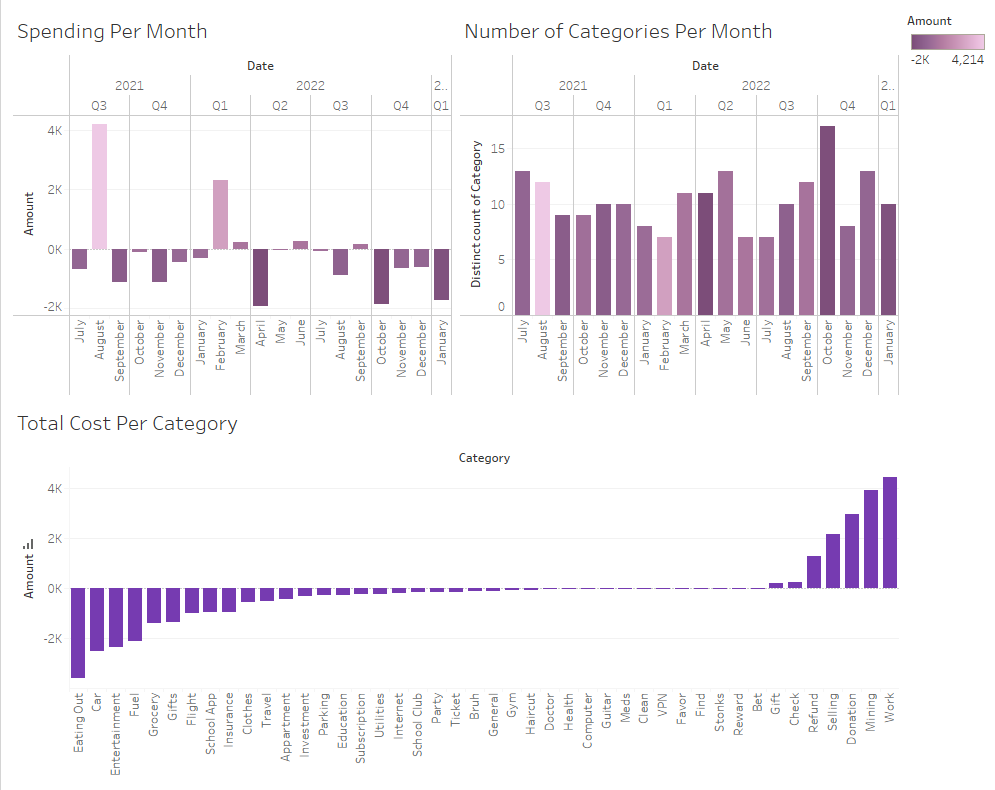 Spending Per Month
Date
2021 2022 2..
Q3 Q4 Q1 Q2 Q3 Q4 Q1
Amount
4K
2K
0K
-2K
July August September October November December January February March April May June July August September October November December January
Number of Categories Per Month
Date
2021 2022 2..
Q3 Q4 Q1 Q2 Q3 Q4 Q1
Distinct count of Category
15
10
5
0
July August September October November December January February March April May June July August September October November December January
Amount
-2K 4,214
Total Cost Per Category
Category
Amount
4K
2K
0K
-2K
Eating Out Car Entertainment Fuel Grocery Gifts Flight School App Insurance Clothes Travel Appartment Investment Parking Education Subscription Utilities Internet School Club Party Ticket Bruh General Gym Haircut Doctor Health Computer Guitar Meds Clean VPN Favor Find Stonks Reward Bet Gift Check Refund Selling Donation Mining Work